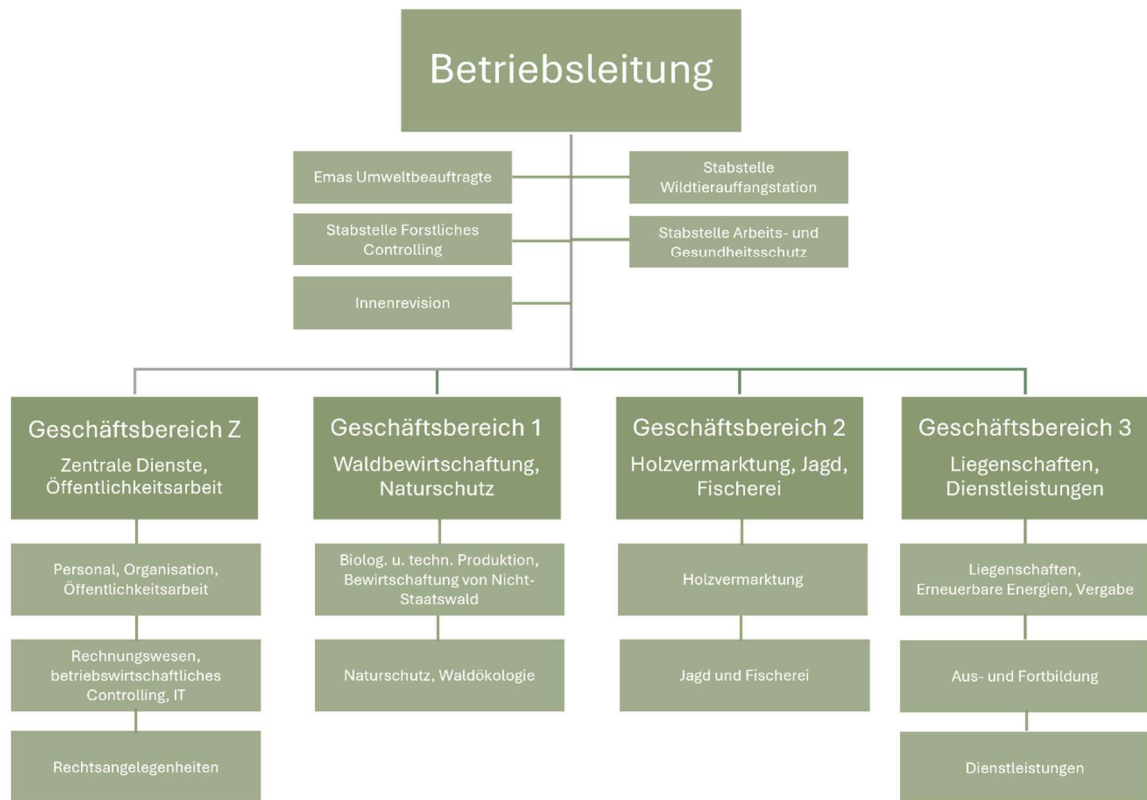 Betriebsleitung
Emas Umweltbeauftragte
Stabstelle
Wildtierauffangstation
Stabstelle Forstliches
Controlling
Stabstelle Arbeits- und
Gesundheitsschutz
Innenrevision
Geschäftsbereich Z
Zentrale Dienste,
Öffentlichkeitsarbeit
Geschäftsbereich 1
Waldbewirtschaftung,
Naturschutz
Geschäftsbereich 2
Holzvermarktung, Jagd,
Fischerei
Geschäftsbereich 3
Liegenschaften,
Dienstleistungen
Personal, Organisation,
Öffentlichkeitsarbeit
Biolog. u. techn. Produktion,
Bewirtschaftung von Nicht-
Staatswald
Holzvermarktung
Liegenschaften,
Erneuerbare Energien, Vergabe
Rechnungswesen,
betriebswirtschaftliches
Controlling, IT
Naturschutz, Waldökologie
Jagd und Fischerei
Aus- und Fortbildung
Rechtsangelegenheiten
Dienstleistungen